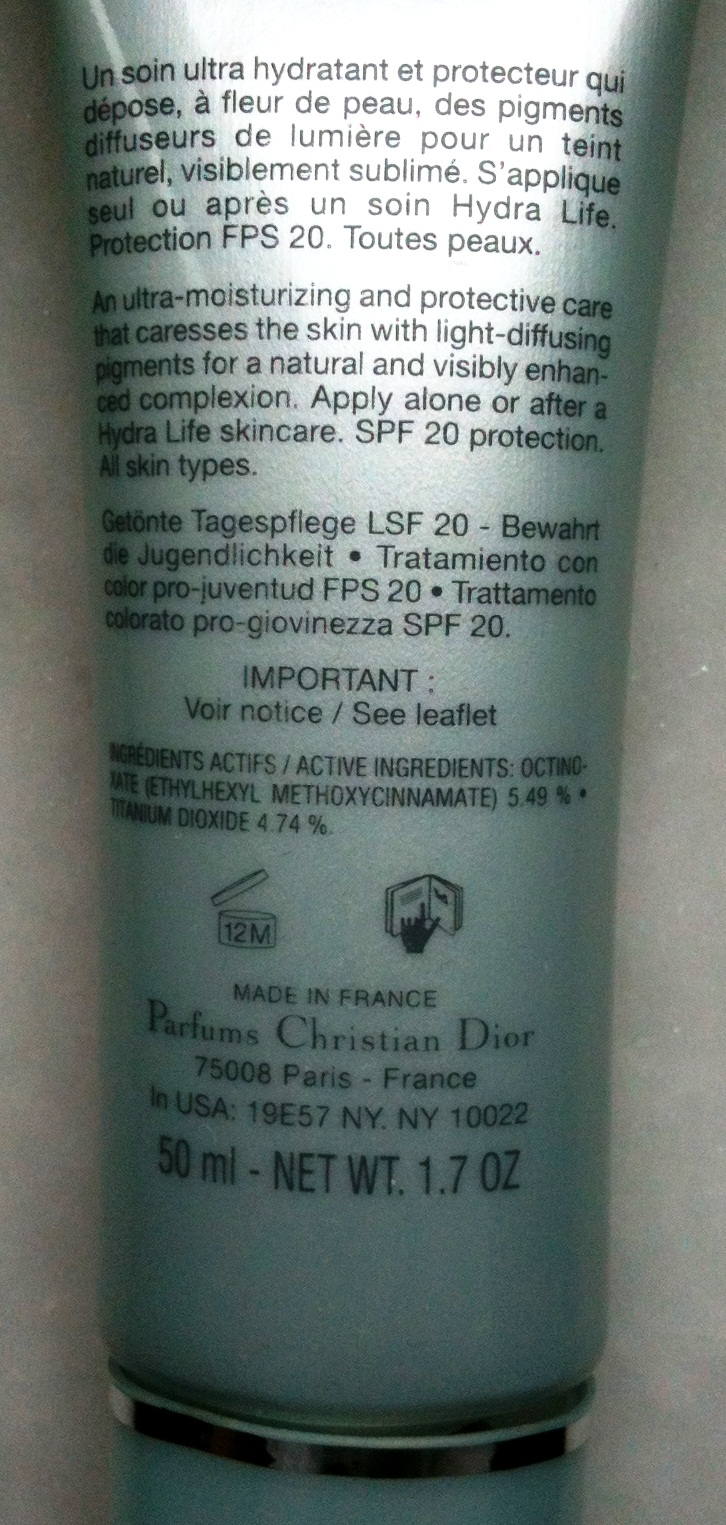 Un soin ultra hydratant et protecteur qui
dépose, à fleur de peau, des pigments
diffuseurs de lumière pour un teint
naturel, visiblement sublimé. S'applique
seul ou après un soin Hydra Life.
Protection FPS 20. Toutes peaux.
An ultra-moisturizing and protective care
that caresses the skin with light-diffusing
pigments for a natural and visibly enhan-
ced complexion. Apply alone or after a
Hydra Life skincare. SPF 20 protection.
All skin types.
Getönte Tagespflege LSF 20 - Bewahrt
die Jugendlichkeit • Tratamiento con
color pro-juventud FPS 20 • Trattamento
colorato pro-giovinezza SPF 20.
IMPORTANT :
Voir notice / See leaflet
INGRÉDIENTS ACTIFS / ACTIVE INGREDIENTS: OCTINO-
XATE (ETHYLHEXYL METHOXYCINNAMATE) 5.49 % •
TITANIUM DIOXIDE 4.74 %.
12M
MADE IN FRANCE
Parfums Christian Dior
75008 Paris - France
In USA: 19E57 NY. NY 10022
50 ml - NET WT. 1.7 OZ